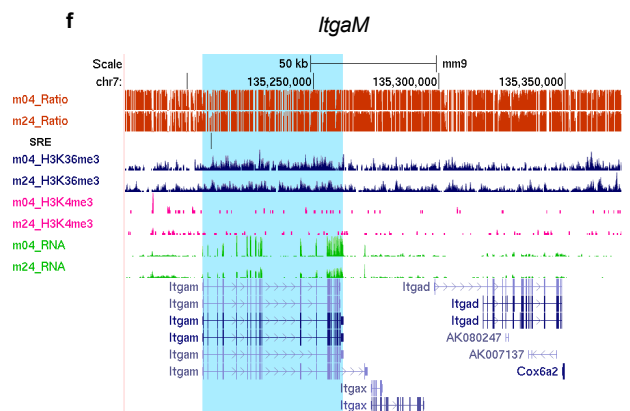 f
ItgaM
Scale 50 kb mm9
chr7: 135,250,000 135,300,000 135,350,000
m04_Ratio
m24_Ratio
SRE
m04_H3K36me3
m24_H3K36me3
m04_H3K4me3
m24_H3K4me3
m04_RNA
m24_RNA
Itgam Itgad
Itgam Itgad
Itgam Itgad
Itgam AK080247
Itgam AK007137
Itgam Cox6a2
Itgax
Itgax